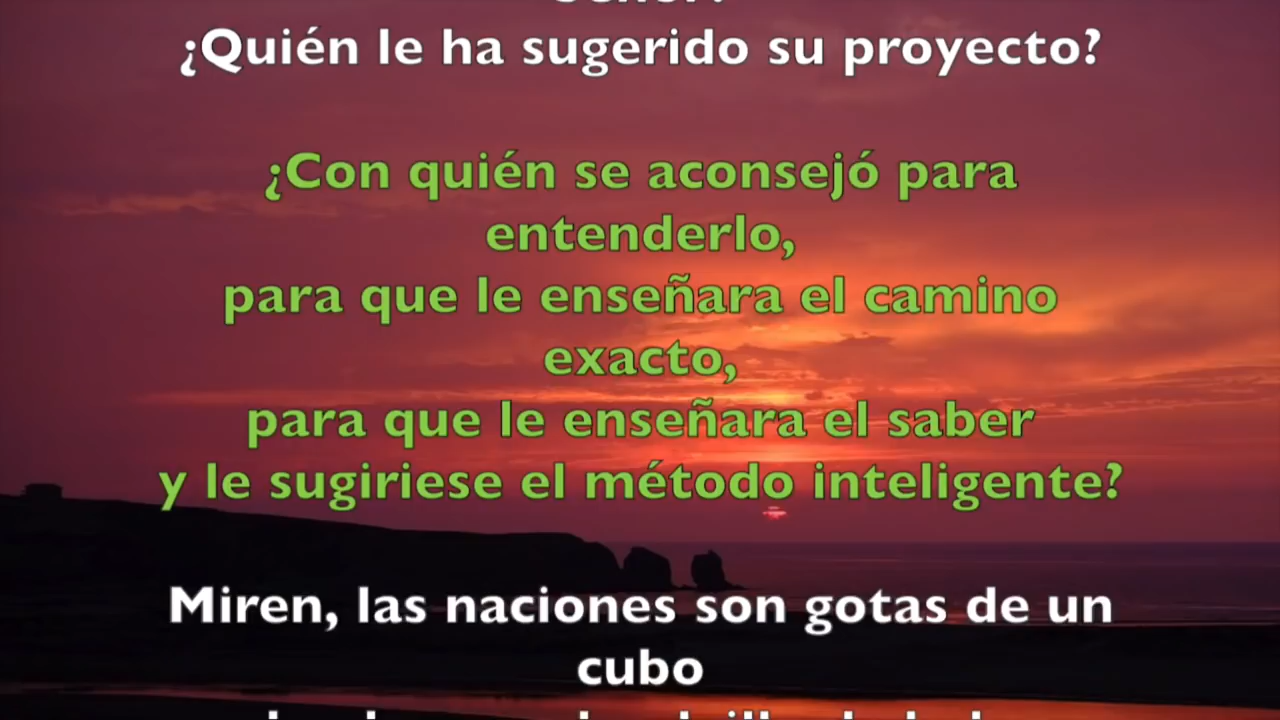 ¿Quién le ha sugerido su proyecto?
¿Con quién se aconsejó para
entenderlo,
para que le enseñara el camino
exacto,
para que le enseñara el saber
y le sugiriese el método inteligente?
Miren, las naciones son gotas de un
cubo